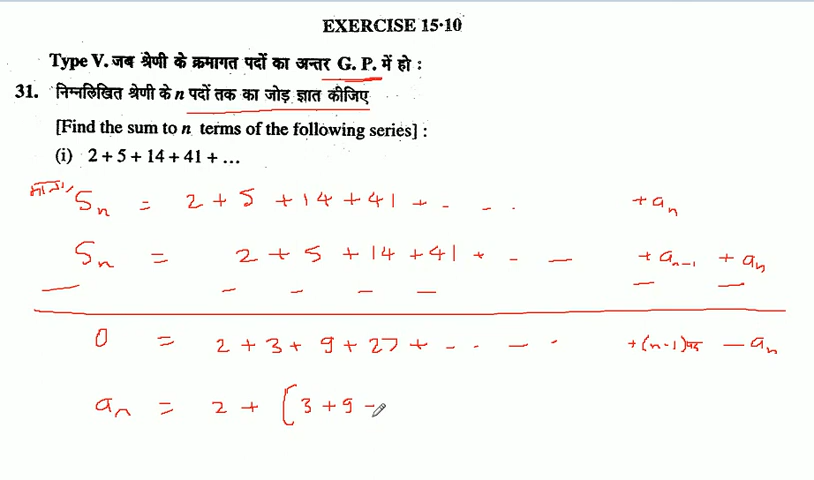 EXERCISE 15·10
Type V. जब श्रेणी के क्रमागत पदों का अन्तर G. P. में हो :
31. निम्नलिखित श्रेणी के n पदों तक का जोड़ ज्ञात कीजिए
[Find the sum to n terms of the following series] :
(i) 2 + 5 + 14 + 41 + ...
माना, Sn = 2 + 5 + 14 + 41 + - - - . + an
Sn = 2 + 5 + 14 + 41 + - — + an-1 + an
— - - - — — —
0 = 2 + 3 + 9 + 27 + - - - - . + (n-1) पद — an
an = 2 + [3 + 9 -